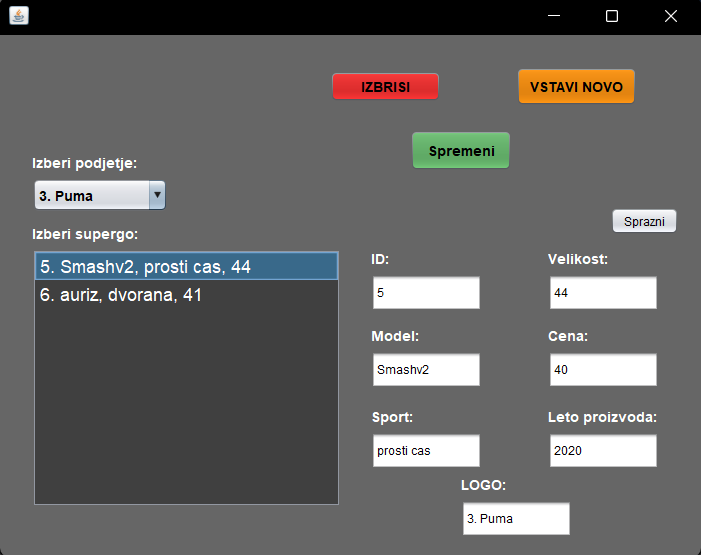 IZBRISI
VSTAVI NOVO
Spremeni
Izberi podjetje:
3. Puma
Sprazni
Izberi supergo:
5. Smashv2, prosti cas, 44
6. auriz, dvorana, 41
ID:
Velikost:
5
44
Model:
Cena:
Smashv2
40
Sport:
Leto proizvoda:
prosti cas
2020
LOGO:
3. Puma